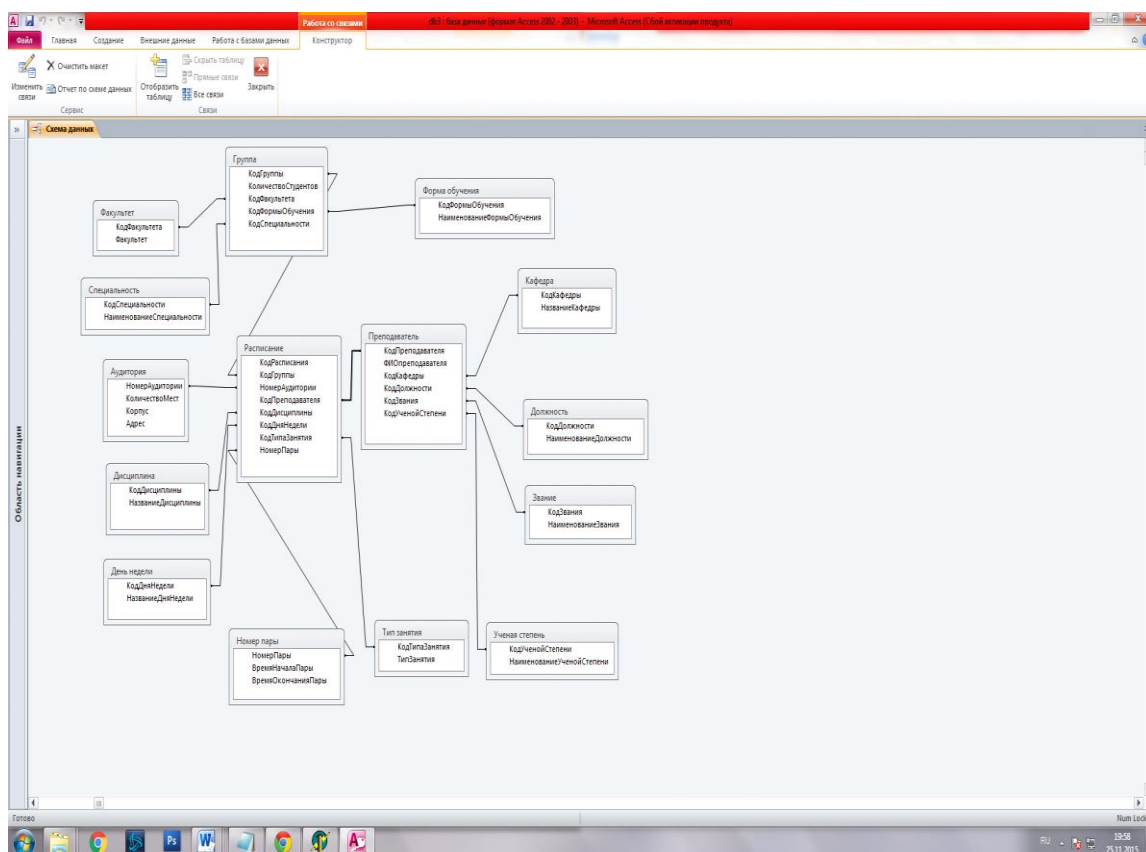 Работа со связями
db3 : база данных (формат Access 2002 - 2003) - Microsoft Access (Сбой активации продукта)
Файл Главная Создание Внешние данные Работа с базами данных Конструктор
Изменить связи
Очистить макет
Отчет по схеме данных
Отобразить таблицу
Скрыть таблицу
Прямые связи
Все связи
Закрыть
Сервис
Связи
Схема данных
Область навигации
Группа
КодГруппы
КоличествоСтудентов
КодФакультета
КодФормыОбучения
КодСпециальности
Форма обучения
КодФормыОбучения
НаименованиеФормыОбучения
Факультет
КодФакультета
Факультет
Специальность
КодСпециальности
НаименованиеСпециальности
Кафедра
КодКафедры
НазваниеКафедры
Расписание
КодРасписания
КодГруппы
НомерАудитории
КодПреподавателя
КодДисциплины
КодДняНедели
КодТипаЗанятия
НомерПары
Преподаватель
КодПреподавателя
ФИОпреподавателя
КодКафедры
КодДолжности
КодЗвания
КодУченойСтепени
Аудитория
НомерАудитории
КоличествоМест
Корпус
Адрес
Должность
КодДолжности
НаименованиеДолжности
Дисциплина
КодДисциплины
НазваниеДисциплины
Звание
КодЗвания
НаименованиеЗвания
День недели
КодДняНедели
НазваниеДняНедели
Номер пары
НомерПары
ВремяНачалаПары
ВремяОкончанияПары
Тип занятия
КодТипаЗанятия
ТипЗанятия
Ученая степень
КодУченойСтепени
НаименованиеУченойСтепени
Готово
Num Lock
Ps
RU
19:58
25.11.2015